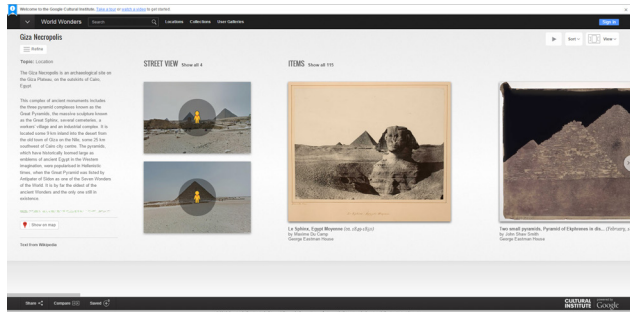 Welcome to the Google Cultural Institute. Take a tour or watch a video to get started.
World Wonders
Search
Locations Collections User Galleries
Sign in
Giza Necropolis
Refine
Sort
View
Topic: Location
The Giza Necropolis is an archaeological site on
the Giza Plateau, on the outskirts of Cairo,
Egypt.
This complex of ancient monuments includes
the three pyramid complexes known as the
Great Pyramids, the massive sculpture known
as the Great Sphinx, several cemeteries, a
workers' village and an industrial complex. It is
located some 9 km inland into the desert from
the old town of Giza on the Nile, some 25 km
southwest of Cairo city centre. The pyramids,
which have historically loomed large as
emblems of ancient Egypt in the Western
imagination, were popularised in Hellenistic
times, when the Great Pyramid was listed by
Antipater of Sidon as one of the Seven Wonders
of the World. It is by far the oldest of the
ancient Wonders and the only one still in
existence.
Show on map
Text from Wikipedia
STREET VIEW Show all 4
ITEMS Show all 115
Le Sphinx, Egypt Moyenne
by Maxime Du Camp
George Eastman House
Two small pyramids, Pyramid of Ekphrenes in dis... (February,
by John Shaw Smith
George Eastman House
Share
Compare
Saved
CULTURAL
INSTITUTE
powered by
Google